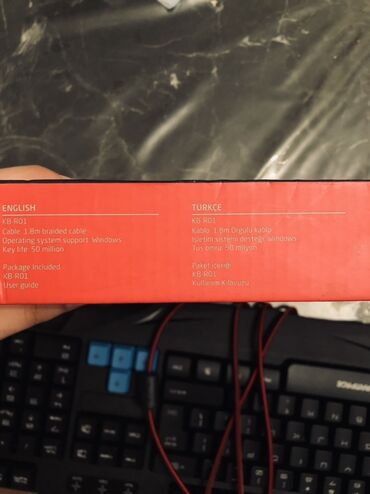 ENGLISH
KB-R01
Cable: 1.8m braided cable
Operating system support: Windows
Key life: 50 million
Package Included
KB-R01
User guide
TÜRKÇE
KB-R01
Kablo: 1.8m Örgülü kablo
İşletim sistemi desteği: Windows
Tuş ömrü: 50 milyon
Paket içeriği
KB-R01
Kullanım Kılavuzu